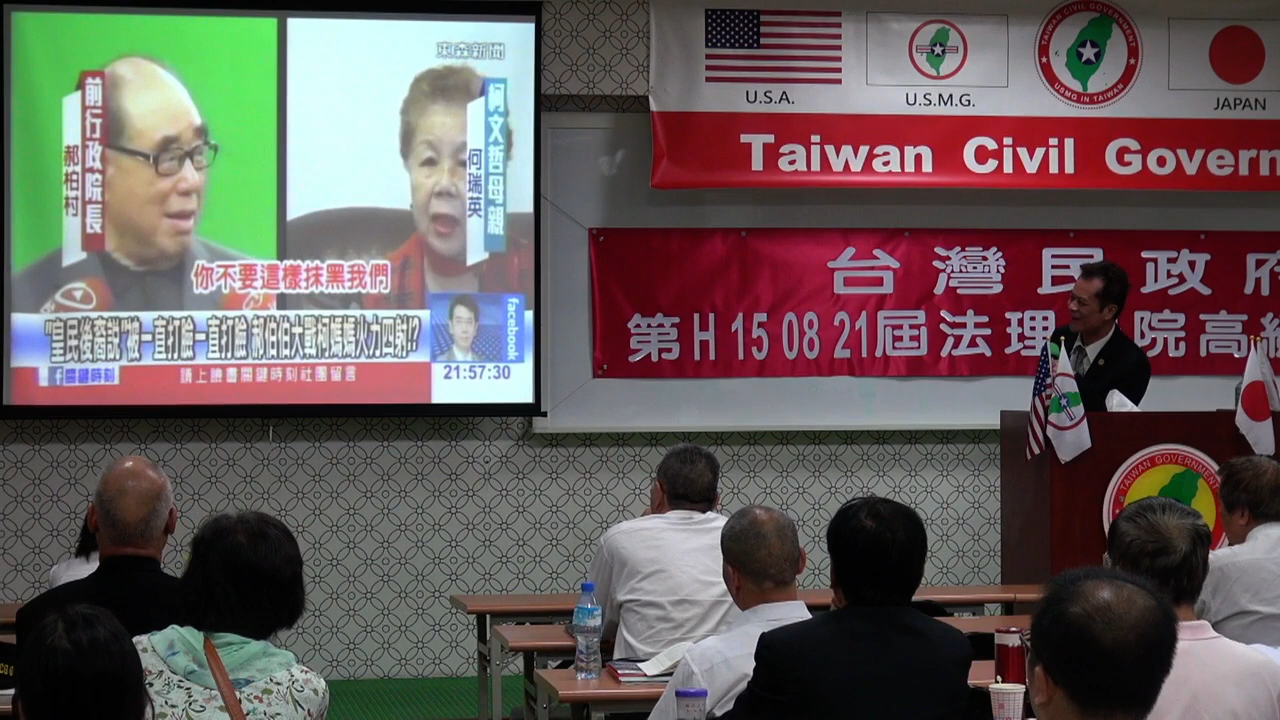 東森新聞
前行政院長
郝柏村
柯文哲母親
何瑞英
你不要這樣抹黑我們
"皇民後裔說"被一直打臉一直打臉 郝伯伯大戰柯媽媽火力四射!?
f 關鍵時刻
請上臉書關鍵時刻社團留言
facebook
21:57:30
U.S.A.
U.S.M.G.
TAIWAN CIVIL GOVERNMENT
USMG IN TAIWAN
JAPAN
Taiwan Civil Govern
台灣民政府
第H 15 08 21屆法理 院高
TAIWAN GOVERNMENT